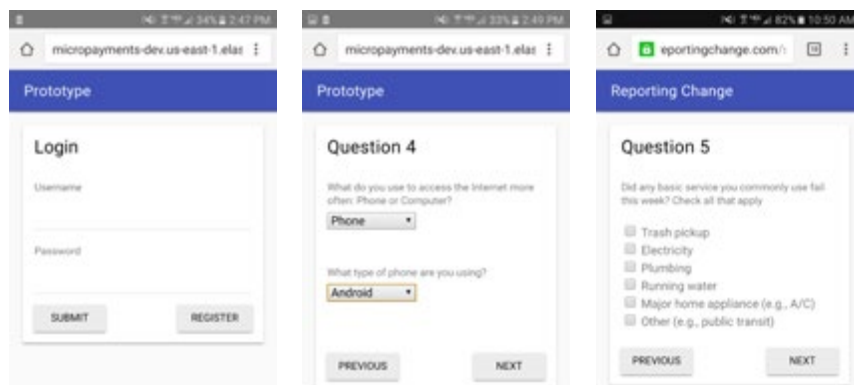 34% 2:47 PM
micropayments-dev.us-east-1.elas
Prototype
Login
Username
Password
SUBMIT
REGISTER
33% 2:49 PM
micropayments-dev.us-east-1.elas
Prototype
Question 4
What do you use to access the Internet more
often: Phone or Computer?
Phone
What type of phone are you using?
Android
PREVIOUS
NEXT
82% 10:50 AM
eportingchange.com/
Reporting Change
Question 5
Did any basic service you commonly use fail
this week? Check all that apply
Trash pickup
Electricity
Plumbing
Running water
Major home appliance (e.g., A/C)
Other (e.g., public transit)
PREVIOUS
NEXT